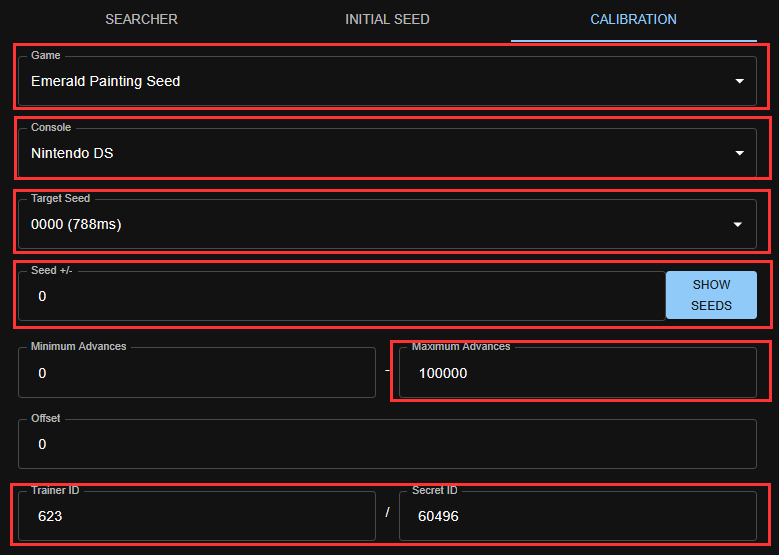 SEARCHER INITIAL SEED CALIBRATION
Game
Emerald Painting Seed
Console
Nintendo DS
Target Seed
0000 (788ms)
Seed +/-
0
SHOW
SEEDS
Minimum Advances Maximum Advances
0 - 100000
Offset
0
Trainer ID Secret ID
623 / 60496